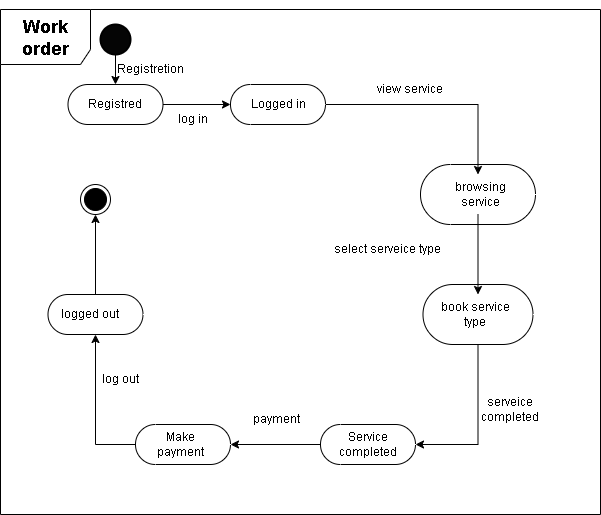 Work
order
Registretion
Registred
log in
Logged in
view service
browsing
service
select serveice type
book service
type
serveice
completed
Service
completed
payment
Make
payment
log out
logged out